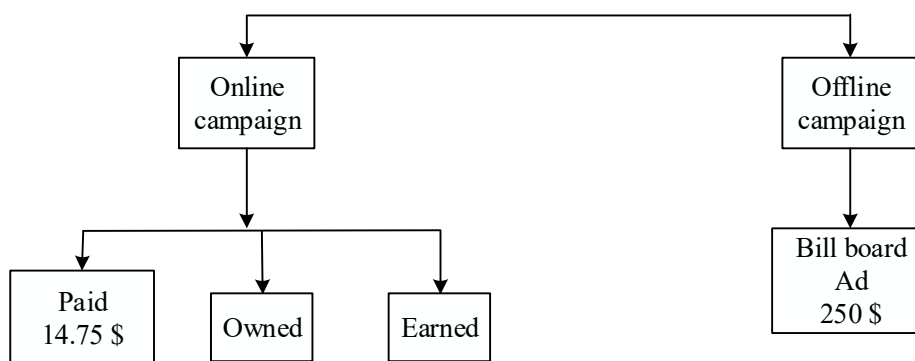 Online
campaign
Offline
campaign
Paid
14.75 $
Owned
Earned
Bill board
Ad
250 $